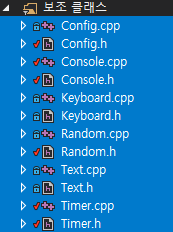 보조 클래스
Config.cpp
Config.h
Console.cpp
Console.h
Keyboard.cpp
Keyboard.h
Random.cpp
Random.h
Text.cpp
Text.h
Timer.cpp
Timer.h